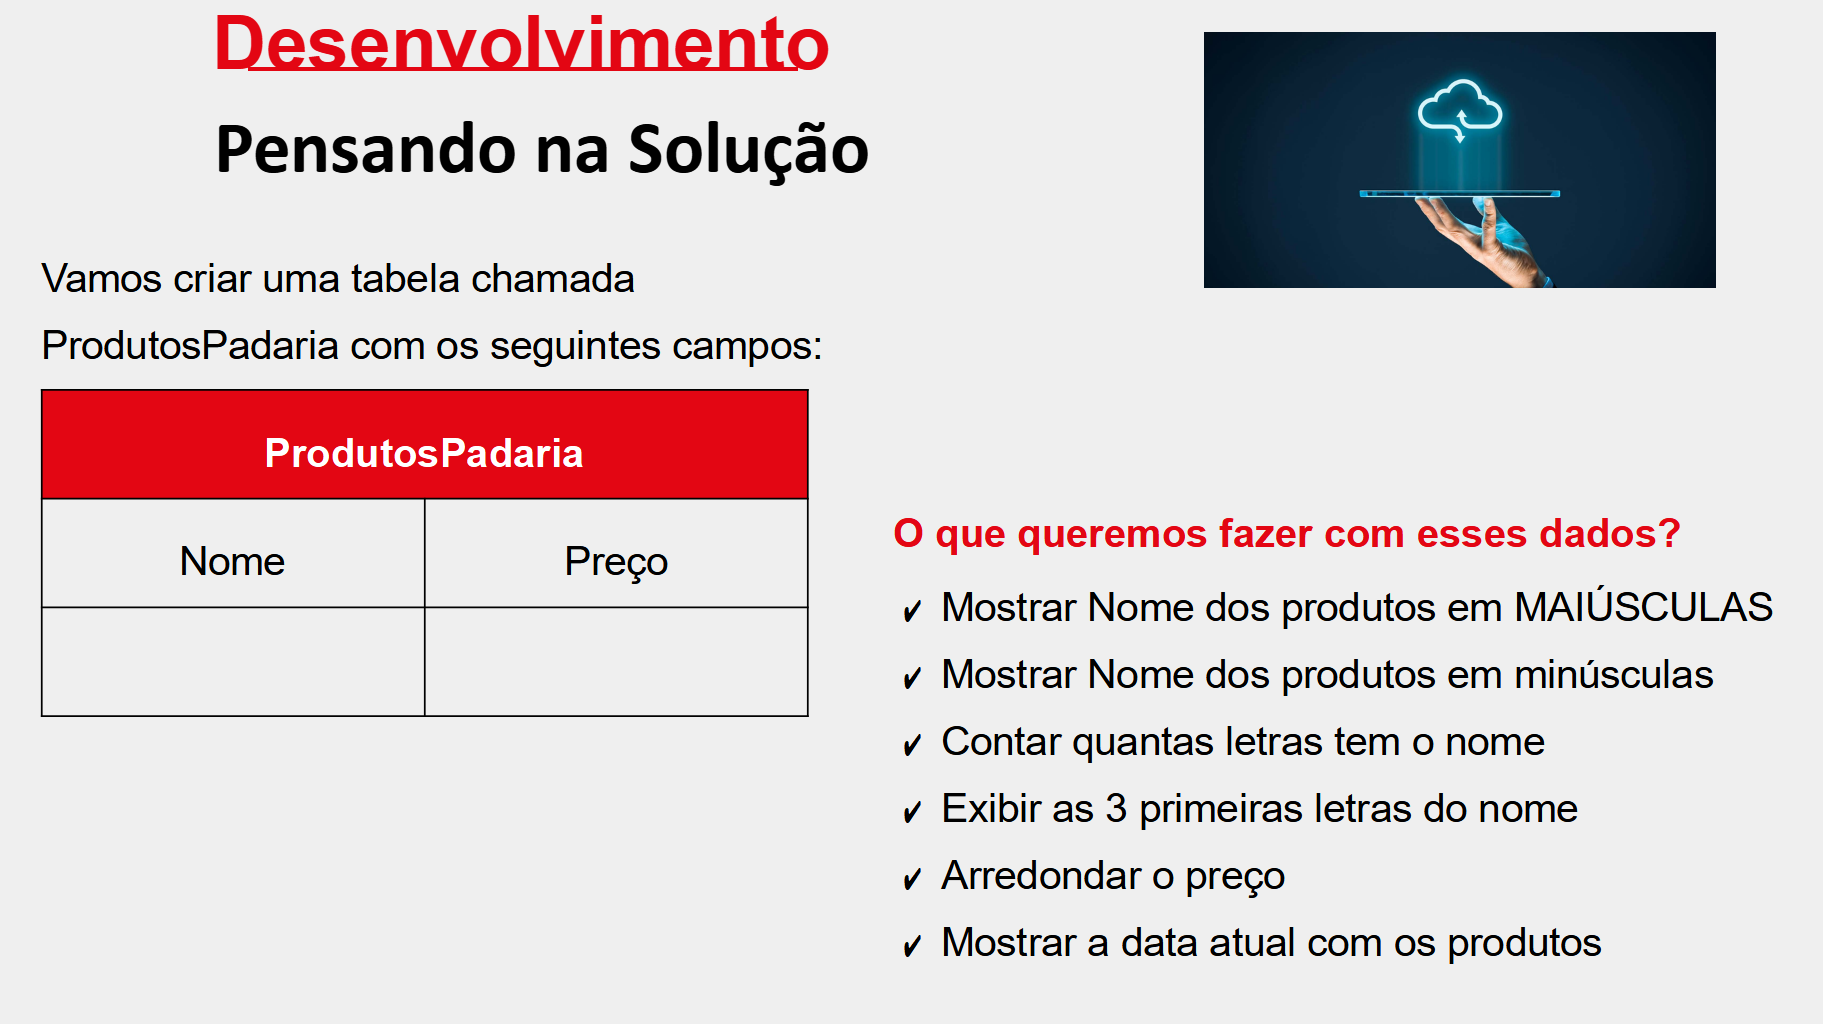 Desenvolvimento
Pensando na Solução
Vamos criar uma tabela chamada
ProdutosPadaria com os seguintes campos:
ProdutosPadaria
Nome
Preço
O que queremos fazer com esses dados?
✔ Mostrar Nome dos produtos em MAIÚSCULAS
✔ Mostrar Nome dos produtos em minúsculas
✔ Contar quantas letras tem o nome
✔ Exibir as 3 primeiras letras do nome
✔ Arredondar o preço
✔ Mostrar a data atual com os produtos